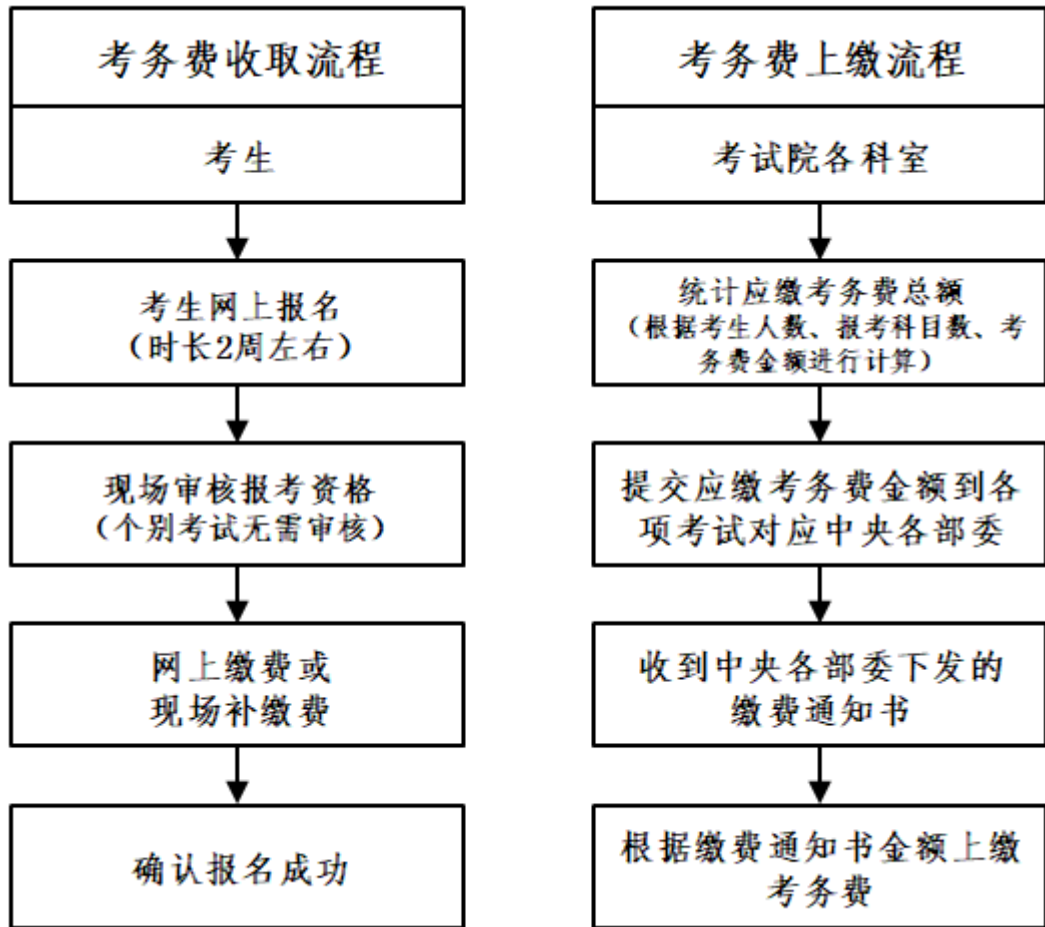 考务费收取流程
考生
考生网上报名
（时长2周左右）
现场审核报考资格
（个别考试无需审核）
网上缴费或
现场补缴费
确认报名成功
考务费上缴流程
考试院各科室
统计应缴考务费总额
（根据考生人数、报考科目数、考
务费金额进行计算）
提交应缴考务费金额到各
项考试对应中央各部委
收到中央各部委下发的
缴费通知书
根据缴费通知书金额上缴
考务费